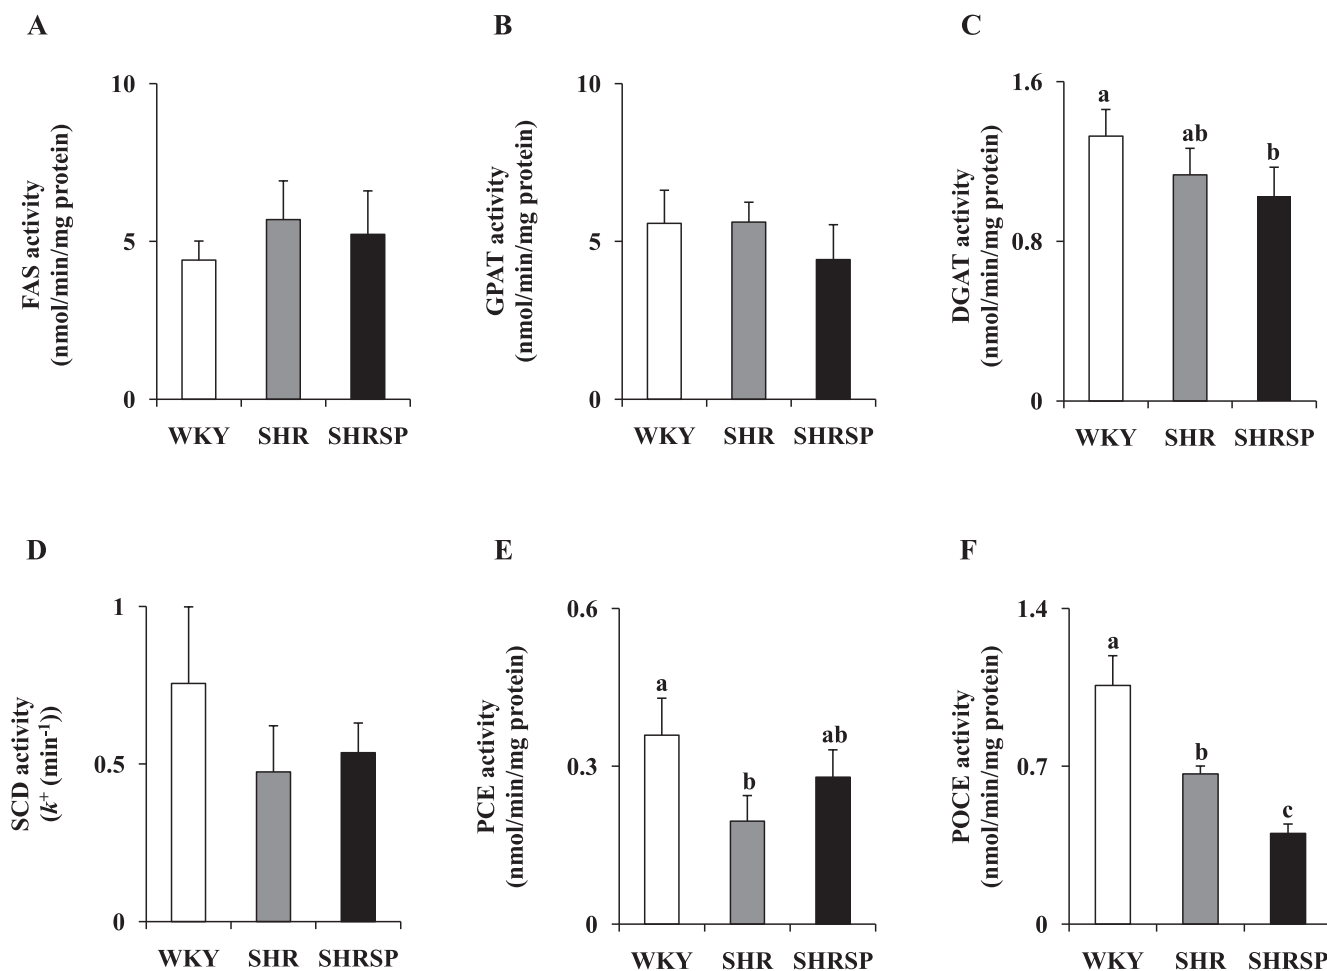 A
10
5
0
FAS activity
(nmol/min/mg protein)
WKY SHR SHRSP
B
10
5
0
GPAT activity
(nmol/min/mg protein)
WKY SHR SHRSP
C
1.6
0.8
0
DGAT activity
(nmol/min/mg protein)
a
ab
b
WKY SHR SHRSP
D
1
0.5
0
SCD activity
(k⁺ (min⁻¹))
WKY SHR SHRSP
E
0.6
0.3
0
PCE activity
(nmol/min/mg protein)
a
b
ab
WKY SHR SHRSP
F
1.4
0.7
0
POCE activity
(nmol/min/mg protein)
a
b
c
WKY SHR SHRSP